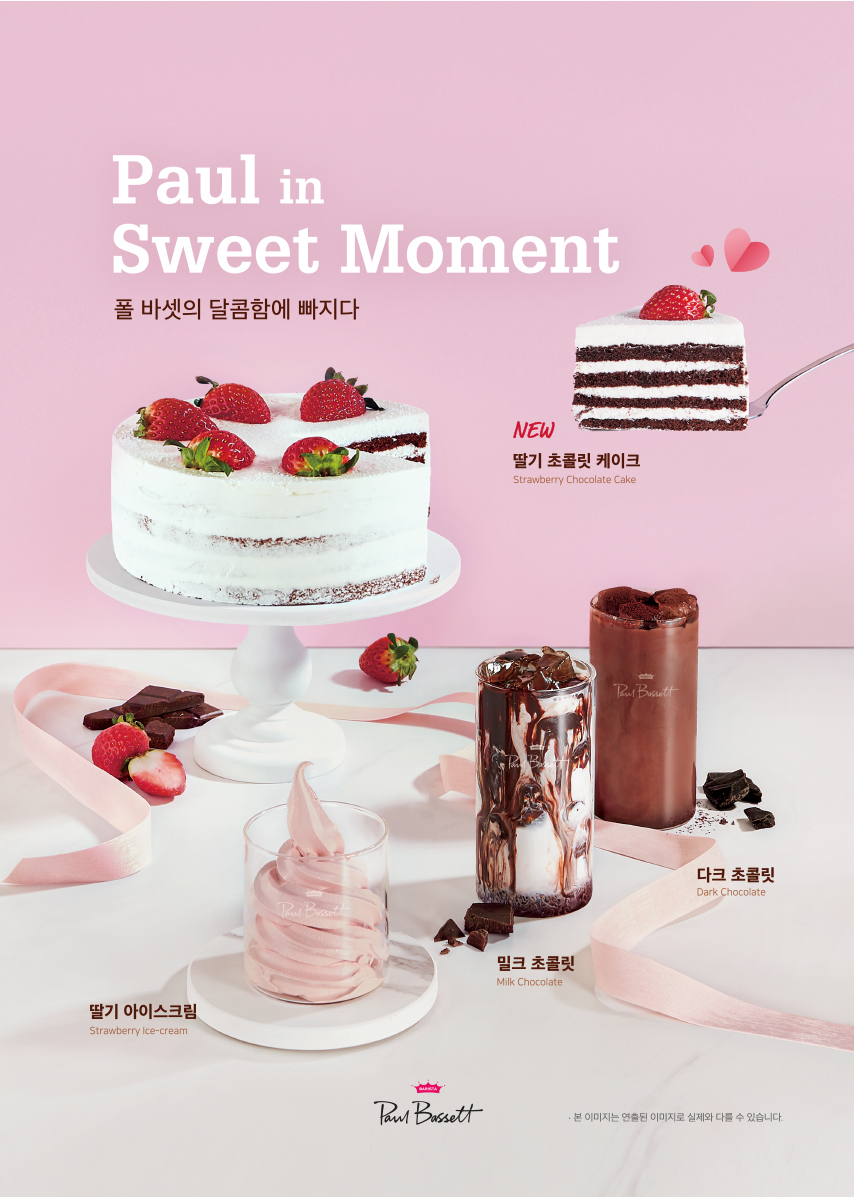 Paul in
Sweet Moment
폴 바셋의 달콤함에 빠지다
NEW
딸기 초콜릿 케이크
Strawberry Chocolate Cake
Paul Bassett
Paul Bassett
다크 초콜릿
Dark Chocolate
Paul Bassett
밀크 초콜릿
Milk Chocolate
딸기 아이스크림
Strawberry Ice-cream
BARISTA
Paul Bassett
· 본 이미지는 연출된 이미지로 실제와 다를 수 있습니다.